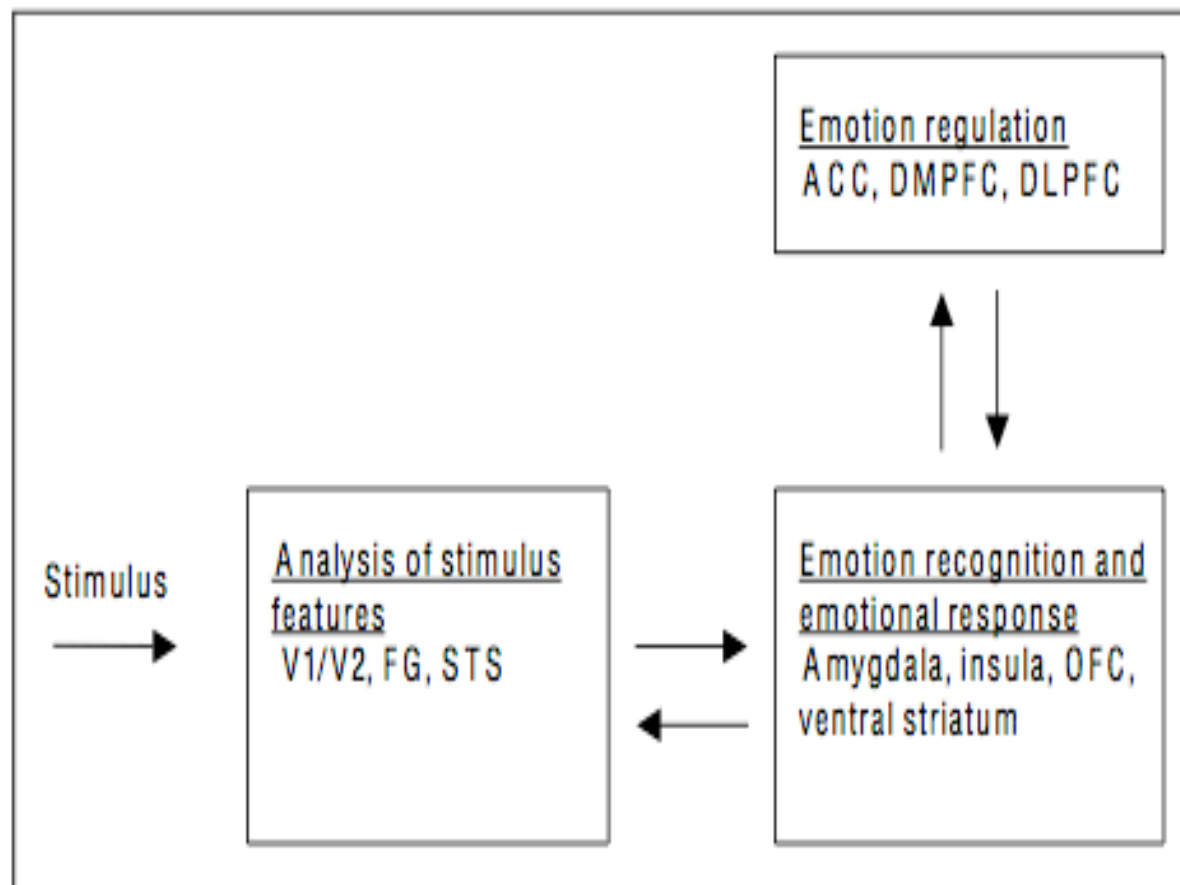 Emotion regulation
ACC, DMPFC, DLPFC
Stimulus
Analysis of stimulus
features
V1/V2, FG, STS
Emotion recognition and
emotional response
Amygdala, insula, OFC,
ventral striatum